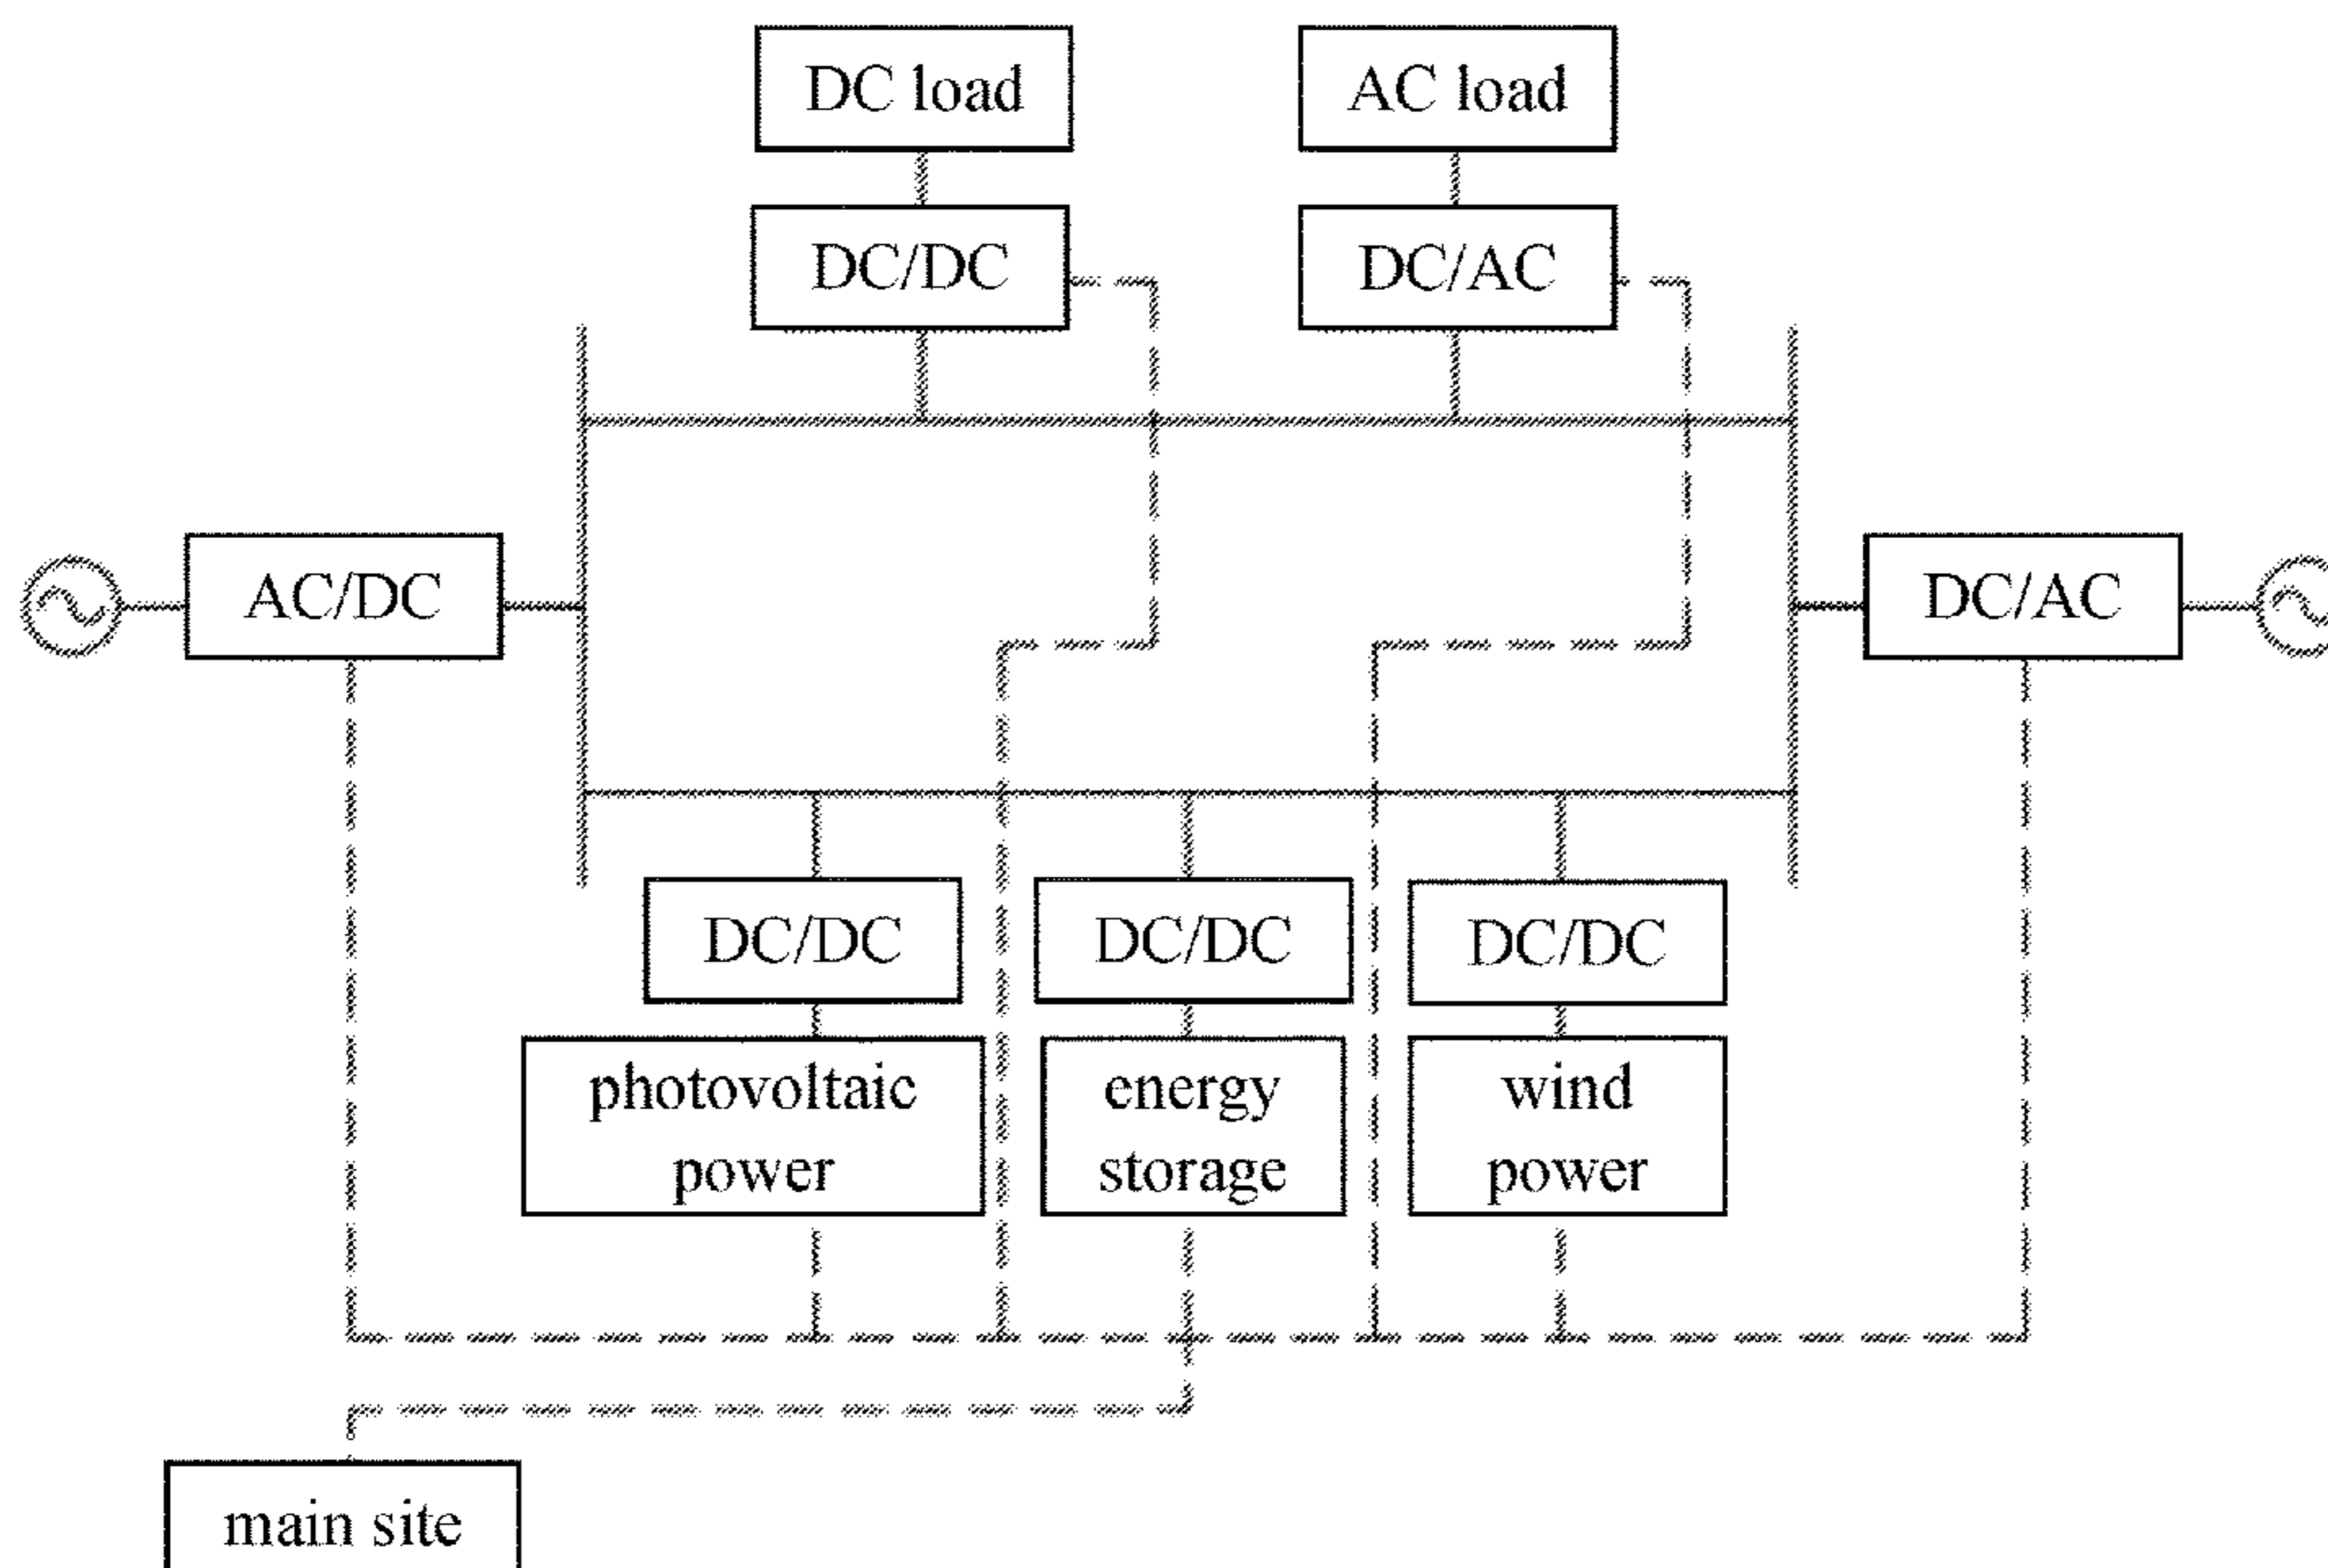 DC load
AC load
DC/DC
DC/AC
AC/DC
DC/AC
DC/DC
DC/DC
DC/DC
photovoltaic
power
energy
storage
wind
power
main site